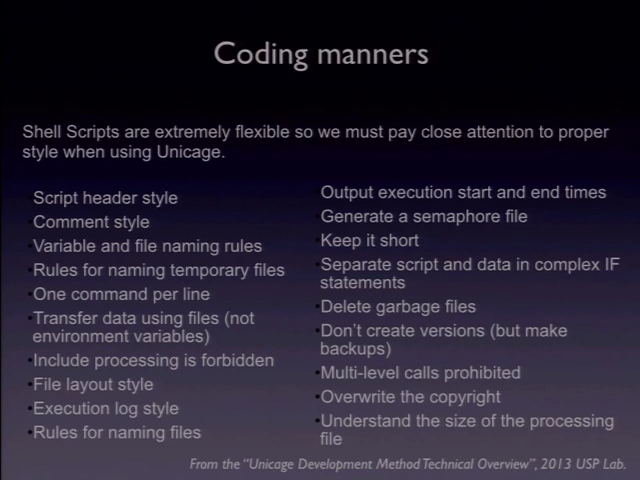 Coding manners
Shell Scripts are extremely flexible so we must pay close attention to proper
style when using Unicage.
·Script header style
·Comment style
·Variable and file naming rules
·Rules for naming temporary files
·One command per line
·Transfer data using files (not
environment variables)
·Include processing is forbidden
·File layout style
·Execution log style
·Rules for naming files
Output execution start and end times
·Generate a semaphore file
·Keep it short
·Separate script and data in complex IF
statements
·Delete garbage files
·Don't create versions (but make
backups)
·Multi-level calls prohibited
·Overwrite the copyright
·Understand the size of the processing
file
From the “Unicage Development Method Technical Overview”, 2013 USP Lab.